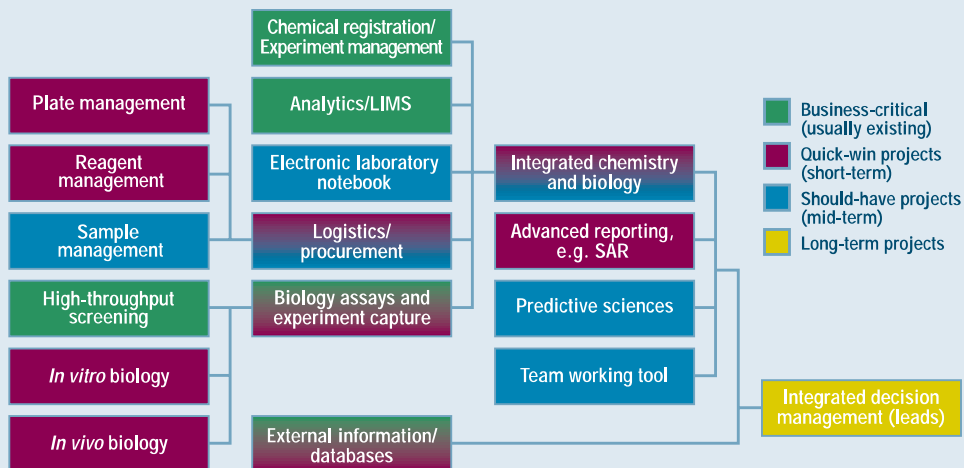 Chemical registration/
Experiment management
Plate management
Analytics/LIMS
Reagent
management
Electronic laboratory
notebook
Integrated chemistry
and biology
Sample
management
Logistics/
procurement
Advanced reporting,
e.g. SAR
High-throughput
screening
Biology assays and
experiment capture
Predictive sciences
In vitro biology
Team working tool
In vivo biology
External information/
databases
Integrated decision
management (leads)
Business-critical
(usually existing)
Quick-win projects
(short-term)
Should-have projects
(mid-term)
Long-term projects